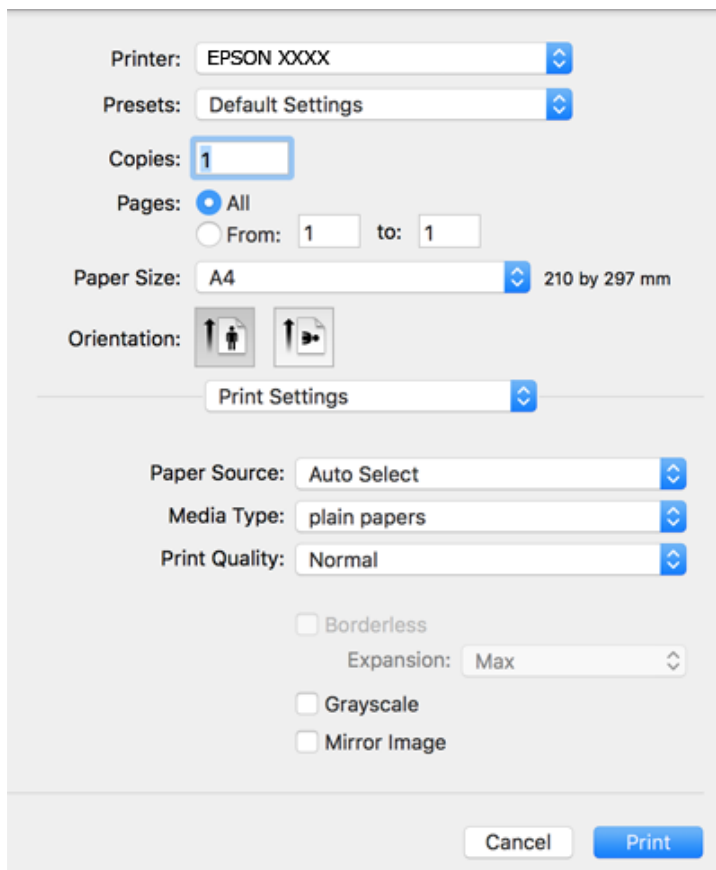 Printer: EPSON XXXX
Presets: Default Settings
Copies: 1
Pages: All
From: 1 to: 1
Paper Size: A4 210 by 297 mm
Orientation:
Print Settings
Paper Source: Auto Select
Media Type: plain papers
Print Quality: Normal
Borderless
Expansion: Max
Grayscale
Mirror Image
Cancel Print